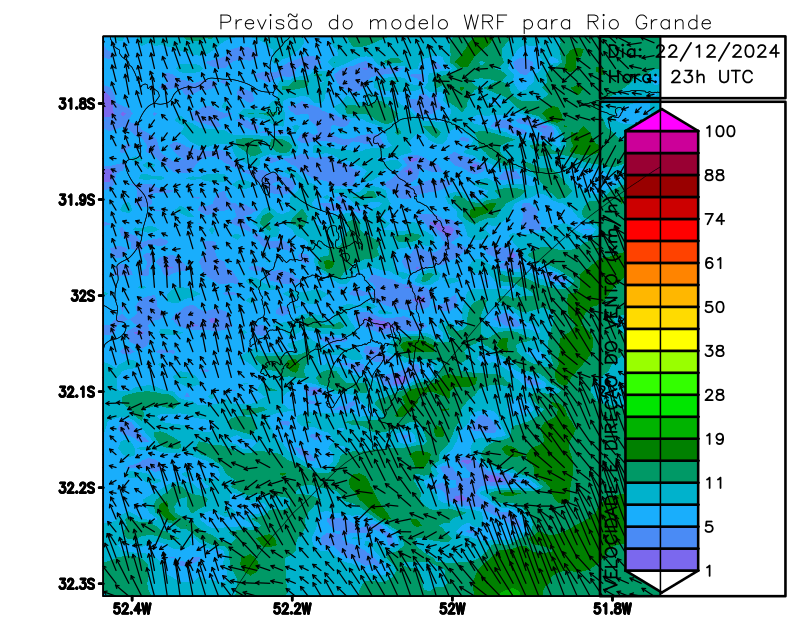 Previsão do modelo WRF para Rio Grande
Dia: 22/12/2024
Hora: 23h UTC
VELOCIDADE E DIREÇÃO DO VENTO (km/h)
100
88
74
61
50
38
28
19
11
5
1
31.8S
31.9S
32S
32.1S
32.2S
32.3S
52.4W 52.2W 52W 51.8W